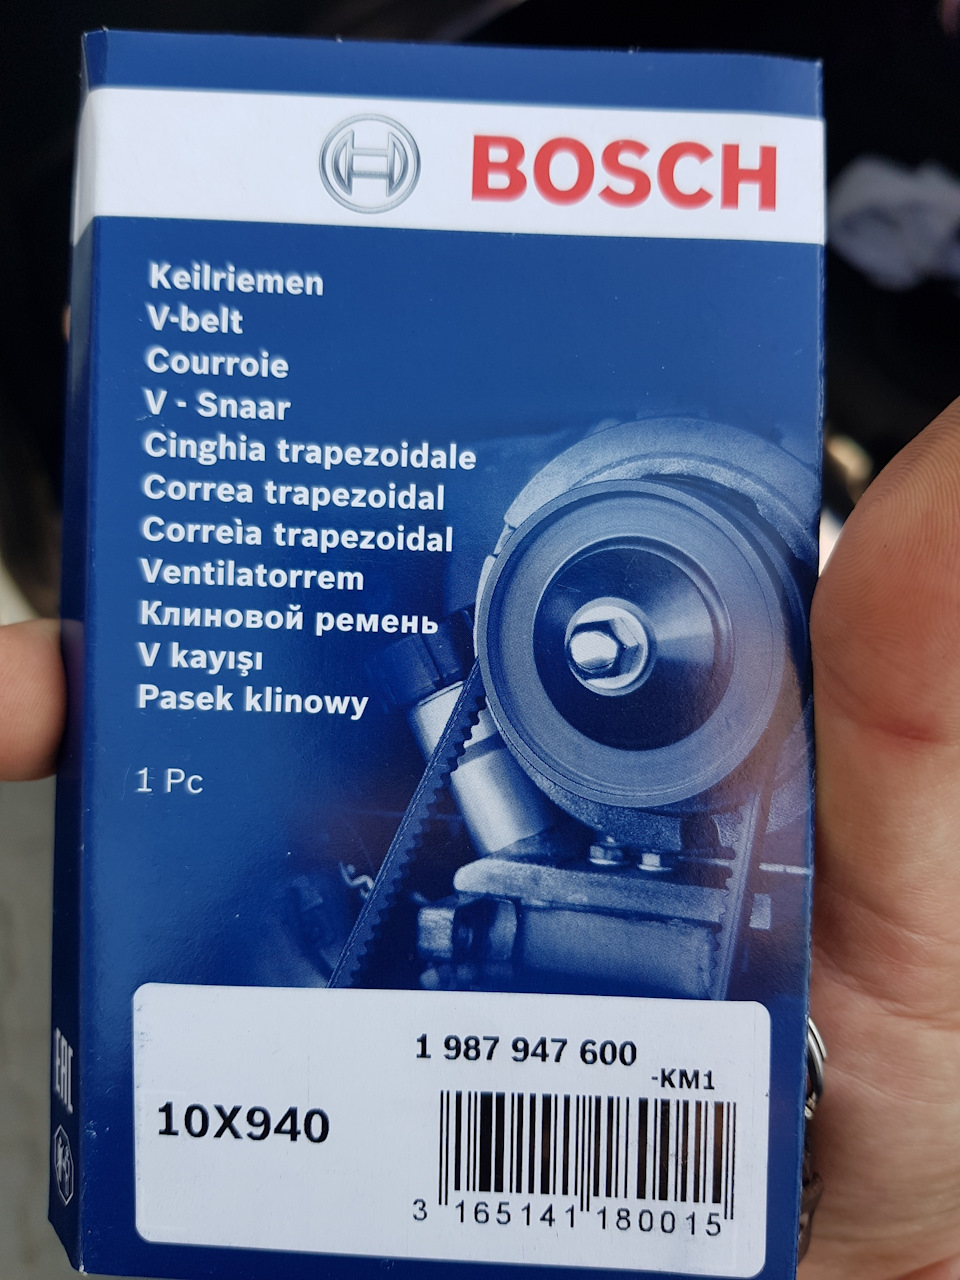 BOSCH
Keilriemen
V-belt
Courroie
V - Snaar
Cinghia trapezoidale
Correa trapezoidal
Correìa trapezoidal
Ventilatorrem
Клиновой ремень
V kayışı
Pasek klinowy
1 Pc
EAC
1 987 947 600
-KM1
10X940
3 165141 180015